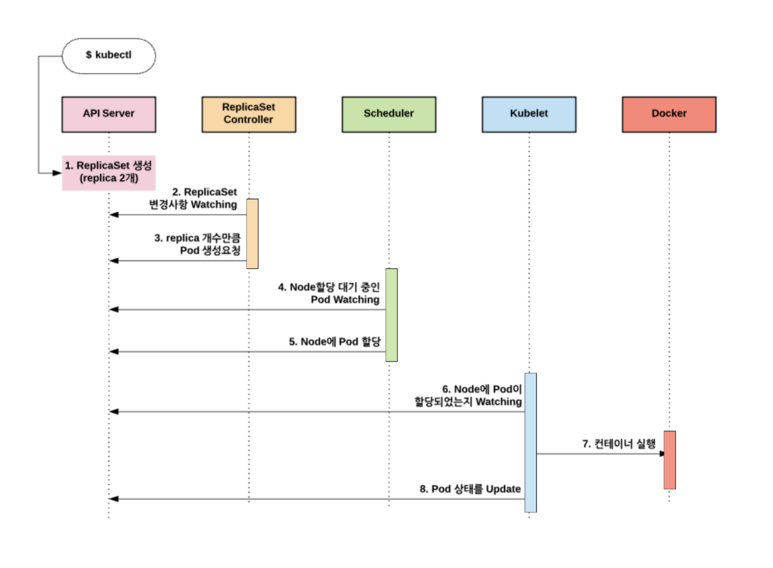 $ kubectl
API Server
ReplicaSet
Controller
Scheduler
Kubelet
Docker
1. ReplicaSet 생성
(replica 2개)
2. ReplicaSet
변경사항 Watching
3. replica 개수만큼
Pod 생성요청
4. Node할당 대기 중인
Pod Watching
5. Node에 Pod 할당
6. Node에 Pod이
할당되었는지 Watching
7. 컨테이너 실행
8. Pod 상태를 Update